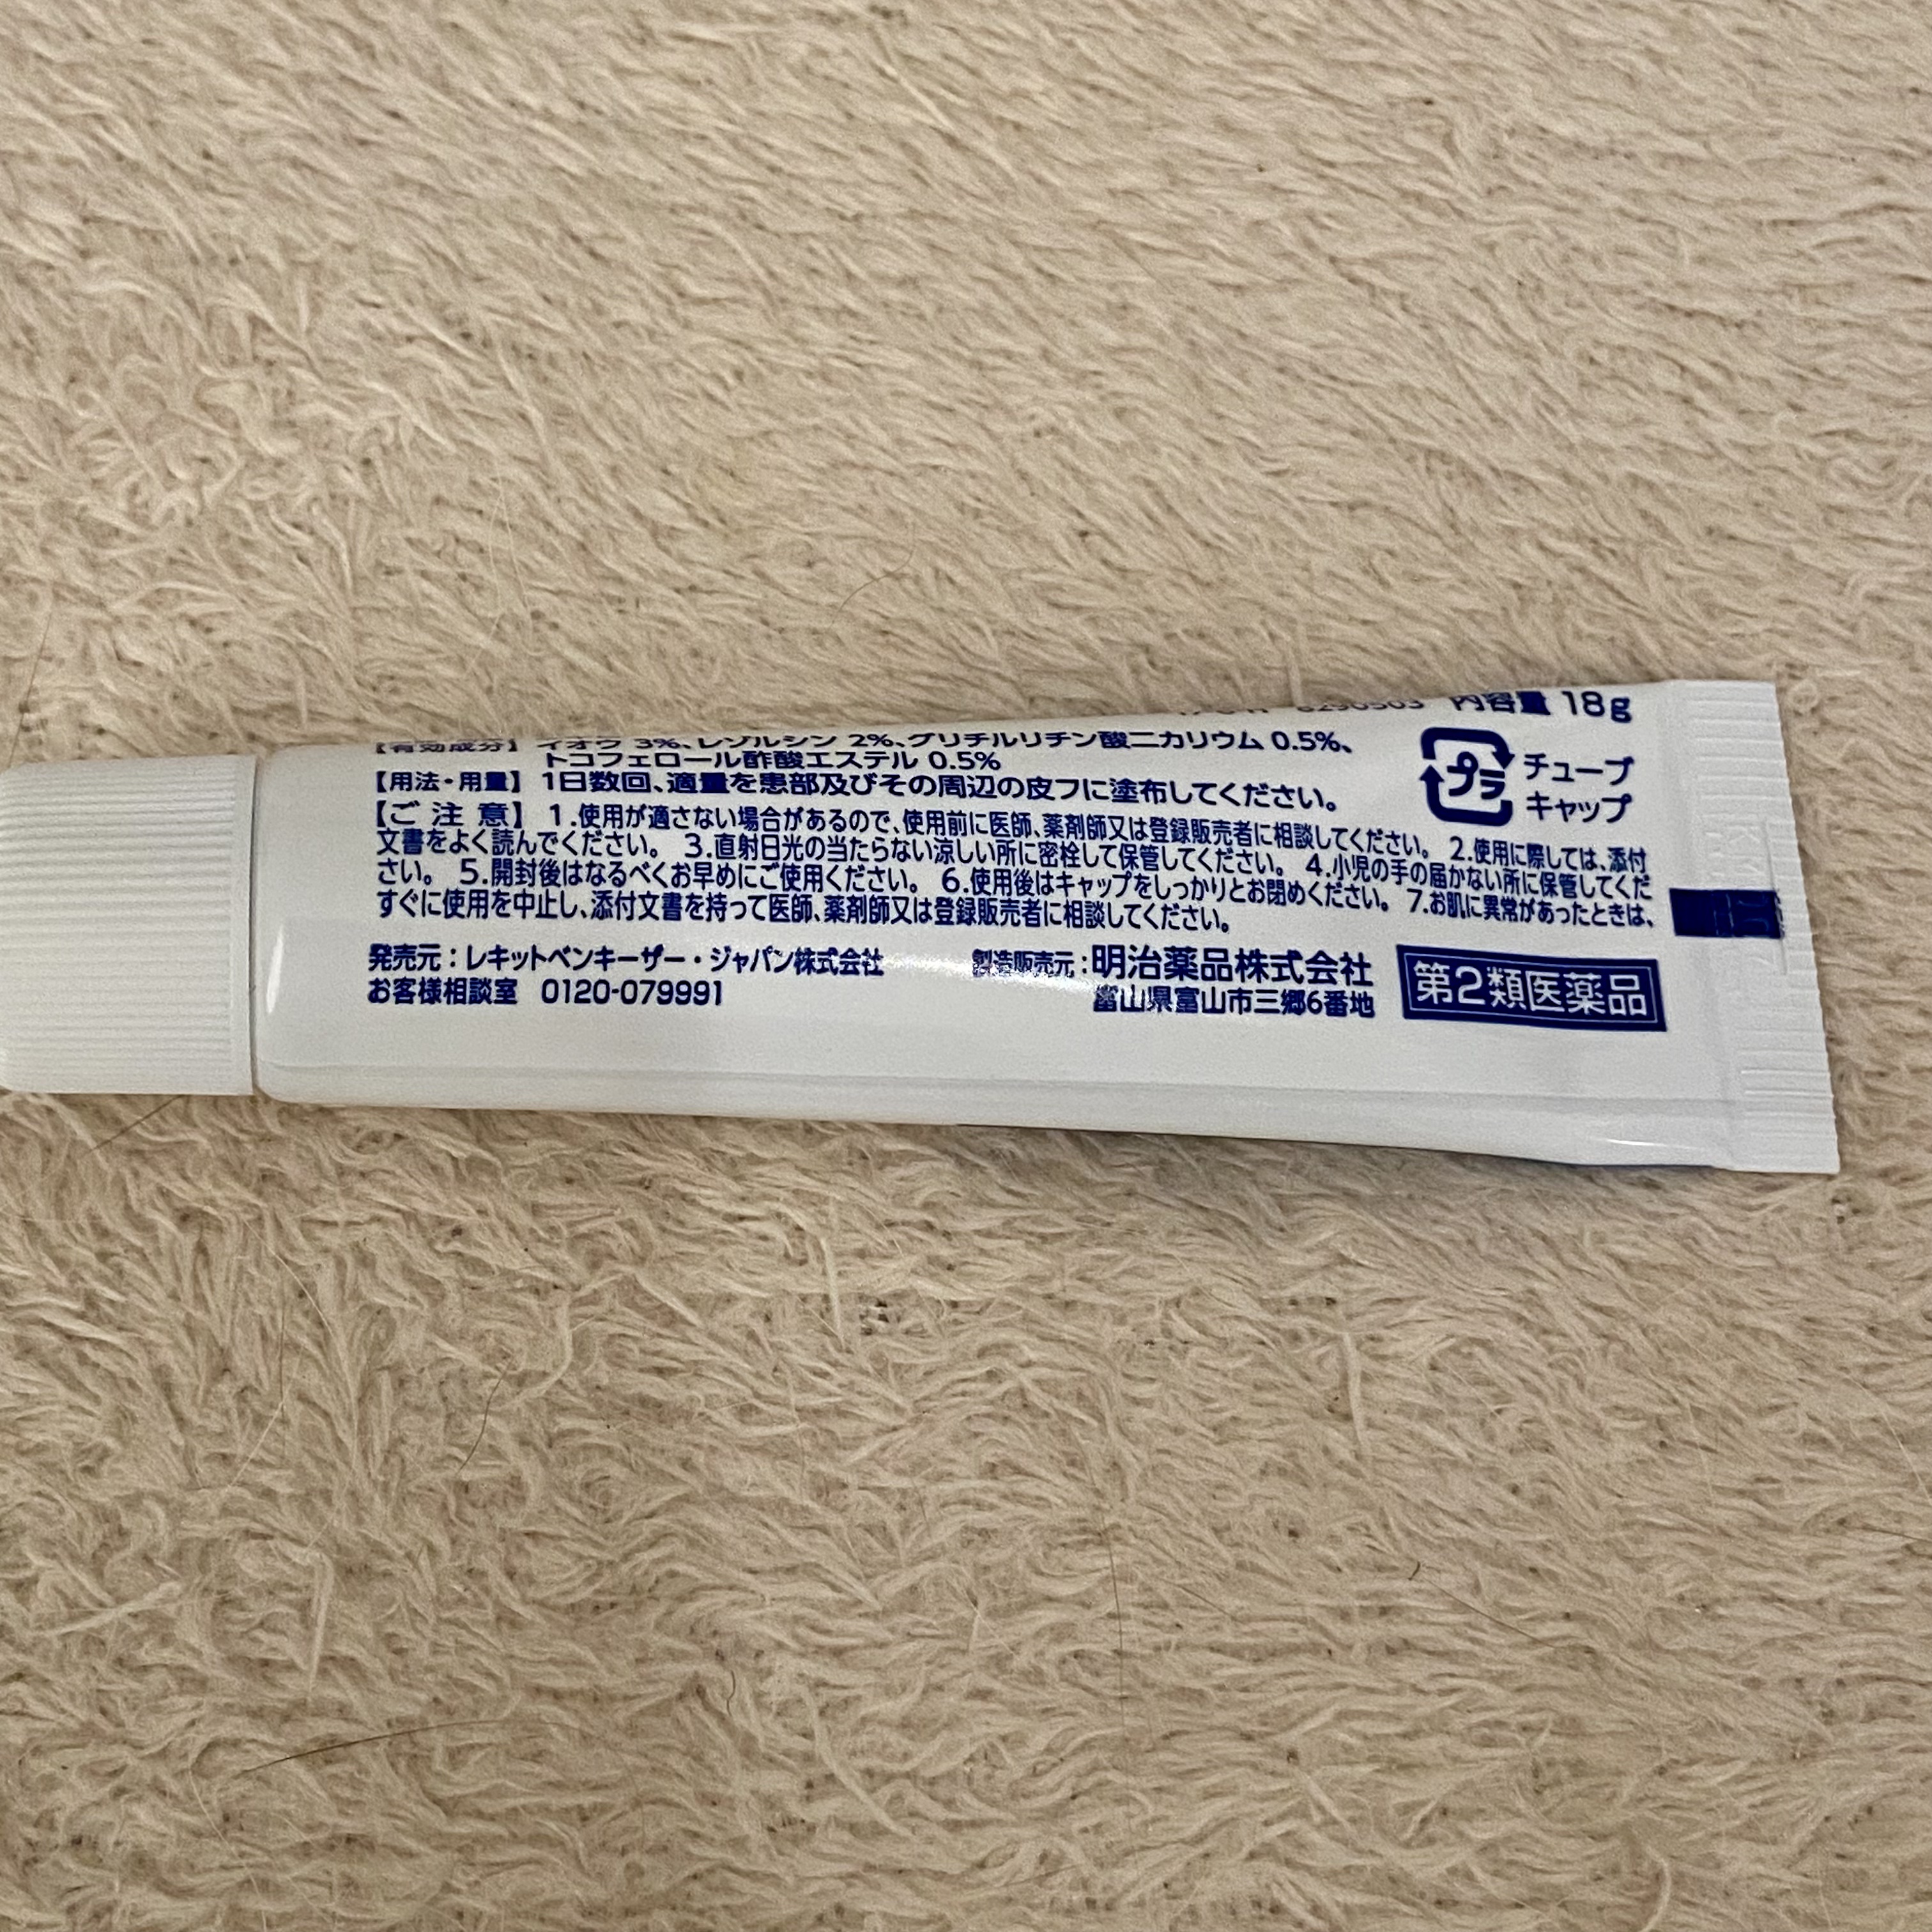 内容量 18g
【有効成分】 イオウ 3%、レゾルシン 2%、グリチルリチン酸二カリウム 0.5%、
トコフェロール酢酸エステル 0.5%
【用法・用量】 1日数回、適量を患部及びその周辺の皮フに塗布してください。
プラ
チューブ
キャップ
【ご注意】 1.使用が適さない場合があるので、使用前に医師、薬剤師又は登録販売者に相談してください。 2.使用に際しては、添付
文書をよく読んでください。 3.直射日光の当たらない涼しい所に密栓して保管してください。 4.小児の手の届かない所に保管してくだ
さい。 5.開封後はなるべくお早めにご使用ください。 6.使用後はキャップをしっかりとお閉めください。 7.お肌に異常があったときは、
すぐに使用を中止し、添付文書を持って医師、薬剤師又は登録販売者に相談してください。
発売元：レキットベンキーザー・ジャパン株式会社
お客様相談室 0120-079991
製造販売元：明治薬品株式会社
富山県富山市三郷6番地
第2類医薬品